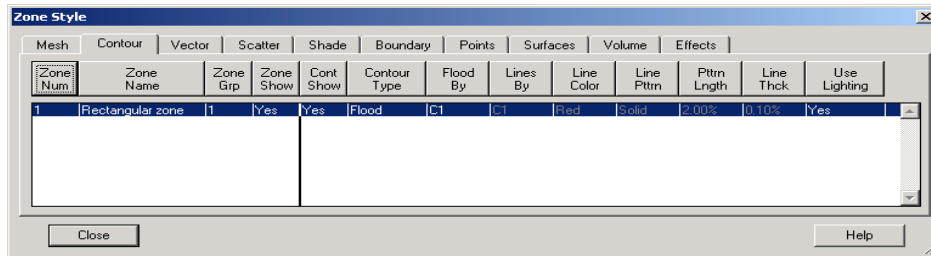 Zone Style
Mesh Contour Vector Scatter Shade Boundary Points Surfaces Volume Effects
Zone Num Zone Name Zone Grp Zone Show Cont Show Contour Type Flood By Lines By Line Color Line Pttrn Pttrn Lngth Line Thck Use Lighting
1 Rectangular zone 1 Yes Yes Flood C1 C1 Red Solid 2.00% 0.10% Yes
Close Help